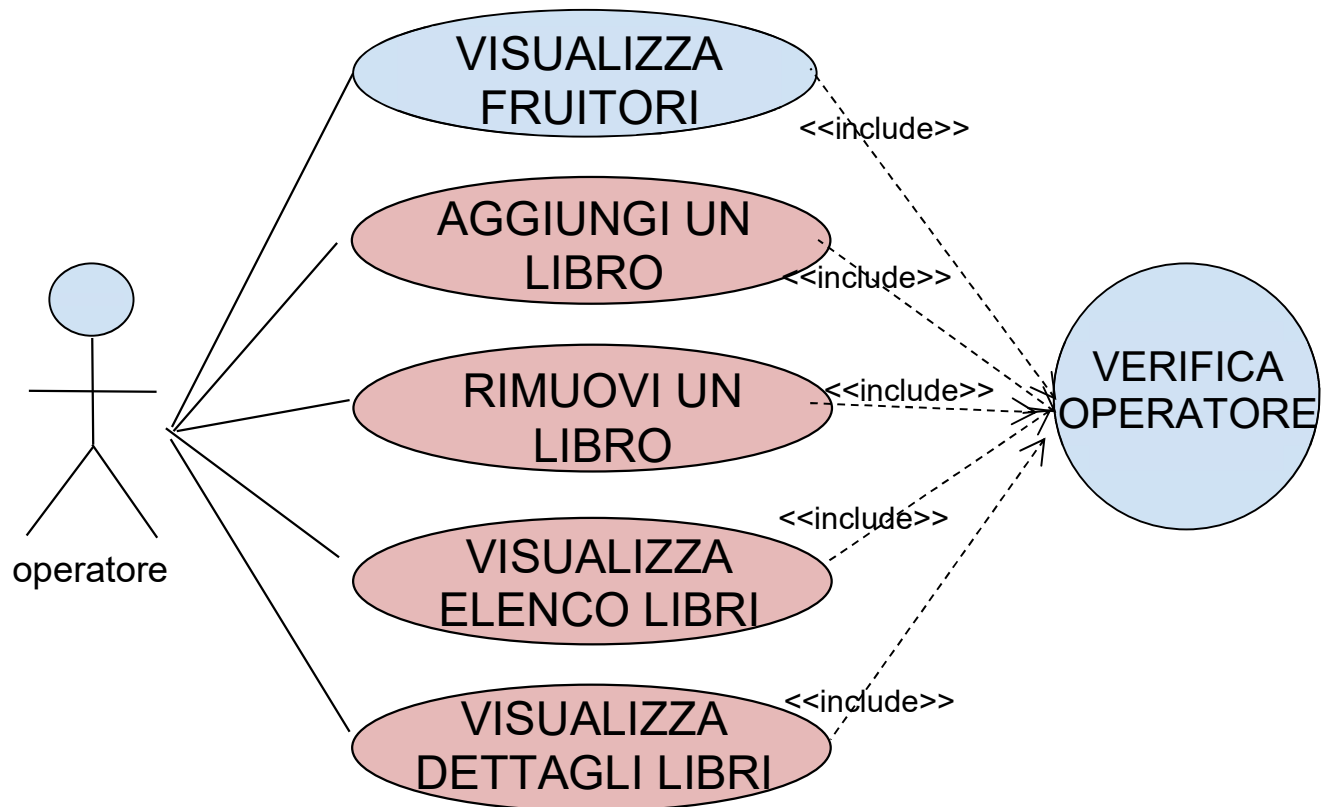 VISUALIZZA
FRUITORI
<<include>>
AGGIUNGI UN
LIBRO
<<include>>
RIMUOVI UN
LIBRO
<<include>>
VERIFICA
OPERATORE
operatore
VISUALIZZA
ELENCO LIBRI
<<include>>
VISUALIZZA
DETTAGLI LIBRI
<<include>>